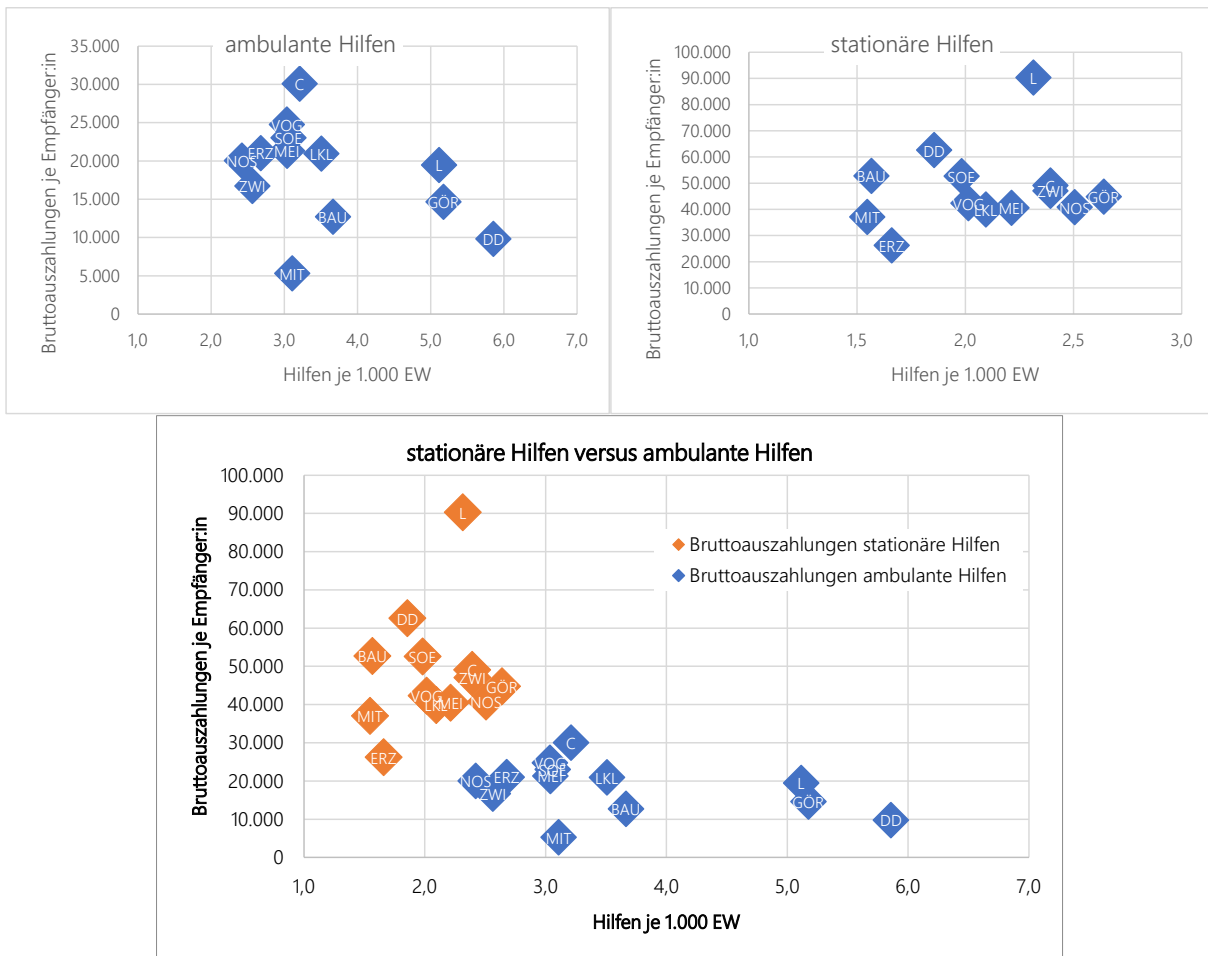 ambulante Hilfen
Bruttoauszahlungen je Empfänger:in
35.000
30.000
25.000
20.000
15.000
10.000
5.000
0
C
VOG
SOE
MEI
ERZ
NOS
LKL
ZWI
L
GÖR
BAU
DD
MIT
1,0 2,0 3,0 4,0 5,0 6,0 7,0
Hilfen je 1.000 EW
stationäre Hilfen
Bruttoauszahlungen je Empfänger:in
100.000
90.000
80.000
70.000
60.000
50.000
40.000
30.000
20.000
10.000
0
L
DD
BAU
SOE
C
ZWI
GÖR
VOG
LKL
MEI
NOS
MIT
ERZ
1,0 1,5 2,0 2,5 3,0
Hilfen je 1.000 EW
stationäre Hilfen versus ambulante Hilfen
Bruttoauszahlungen je Empfänger:in
100.000
90.000
80.000
70.000
60.000
50.000
40.000
30.000
20.000
10.000
0
L
Bruttoauszahlungen stationäre Hilfen
Bruttoauszahlungen ambulante Hilfen
DD
BAU
SOE
C
ZWI
GÖR
VOG
LKL
MEI
NOS
MIT
ERZ
C
VOG
SOE
MEI
NOS
ERZ
ZWI
LKL
L
GÖR
BAU
DD
MIT
1,0 2,0 3,0 4,0 5,0 6,0 7,0
Hilfen je 1.000 EW